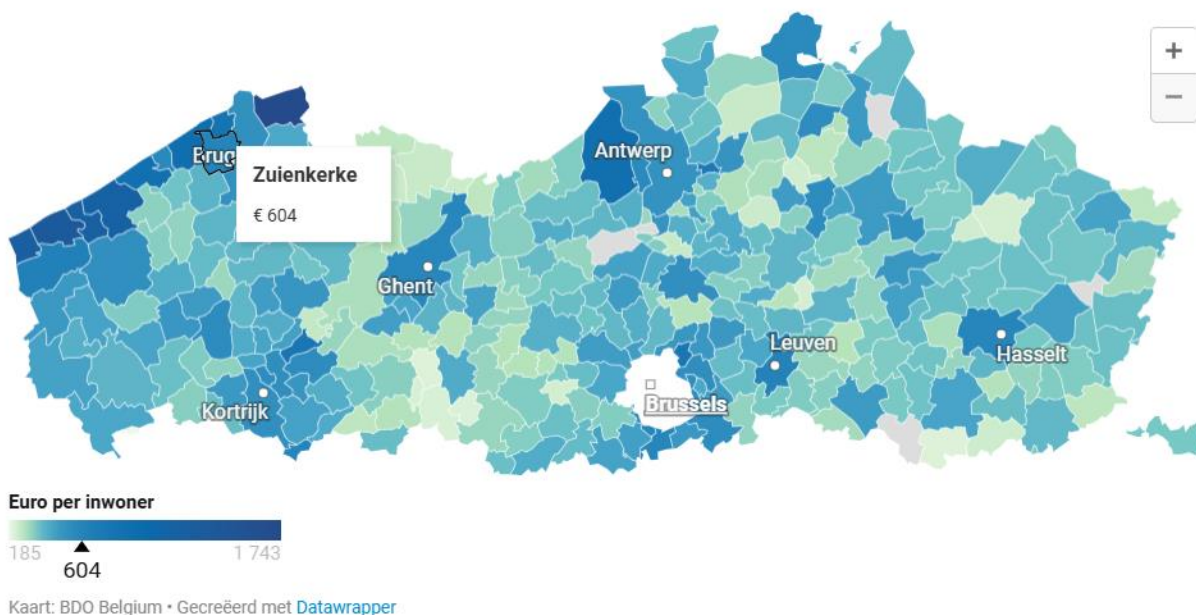 +
−
Antwerp
Brug
Zuienkerke
€ 604
Ghent
Leuven
Hasselt
Kortrijk
Brussels
Euro per inwoner
185 1 743
604
Kaart: BDO Belgium • Gecreëerd met Datawrapper